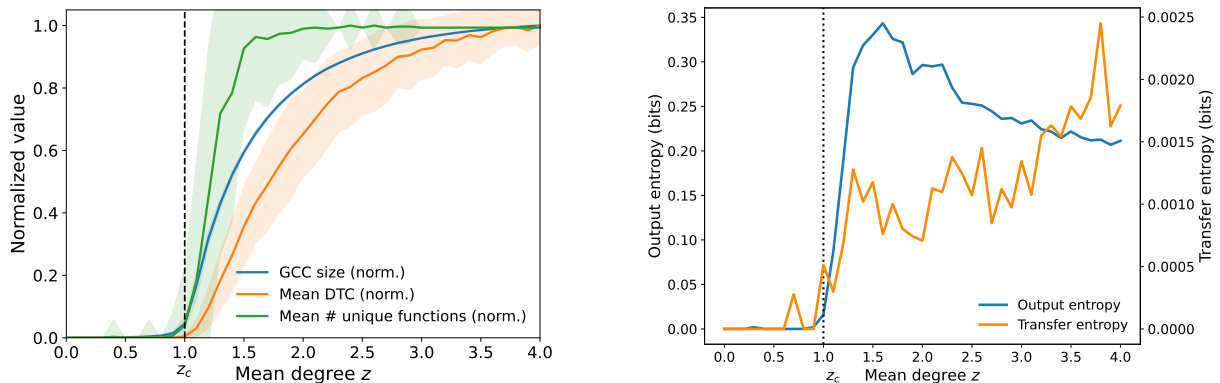 Normalized value
1.0
0.8
0.6
0.4
0.2
0.0
GCC size (norm.)
Mean DTC (norm.)
Mean # unique functions (norm.)
0.0 0.5 1.0 1.5 2.0 2.5 3.0 3.5 4.0
z_c
Mean degree z
Output entropy (bits)
0.35
0.30
0.25
0.20
0.15
0.10
0.05
0.00
Output entropy
Transfer entropy
0.0 0.5 1.0 1.5 2.0 2.5 3.0 3.5 4.0
z_c
Mean degree z
0.0025
0.0020
0.0015
0.0010
0.0005
0.0000
Transfer entropy (bits)